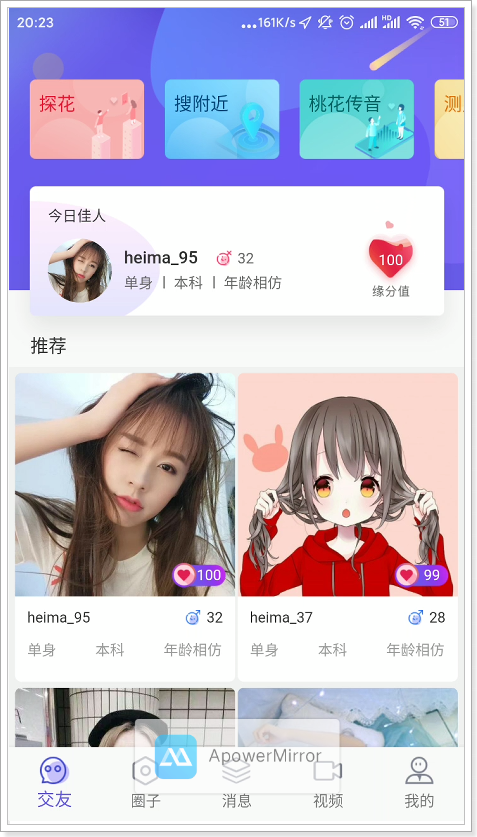 20:23 ...161K/s HD 51
探花 搜附近 桃花传音 测
今日佳人
heima_95 32
单身 | 本科 | 年龄相仿
100
缘分值
推荐
100 99
heima_95 32 heima_37 28
单身 本科 年龄相仿 单身 本科 年龄相仿
ApowerMirror
交友 圈子 消息 视频 我的